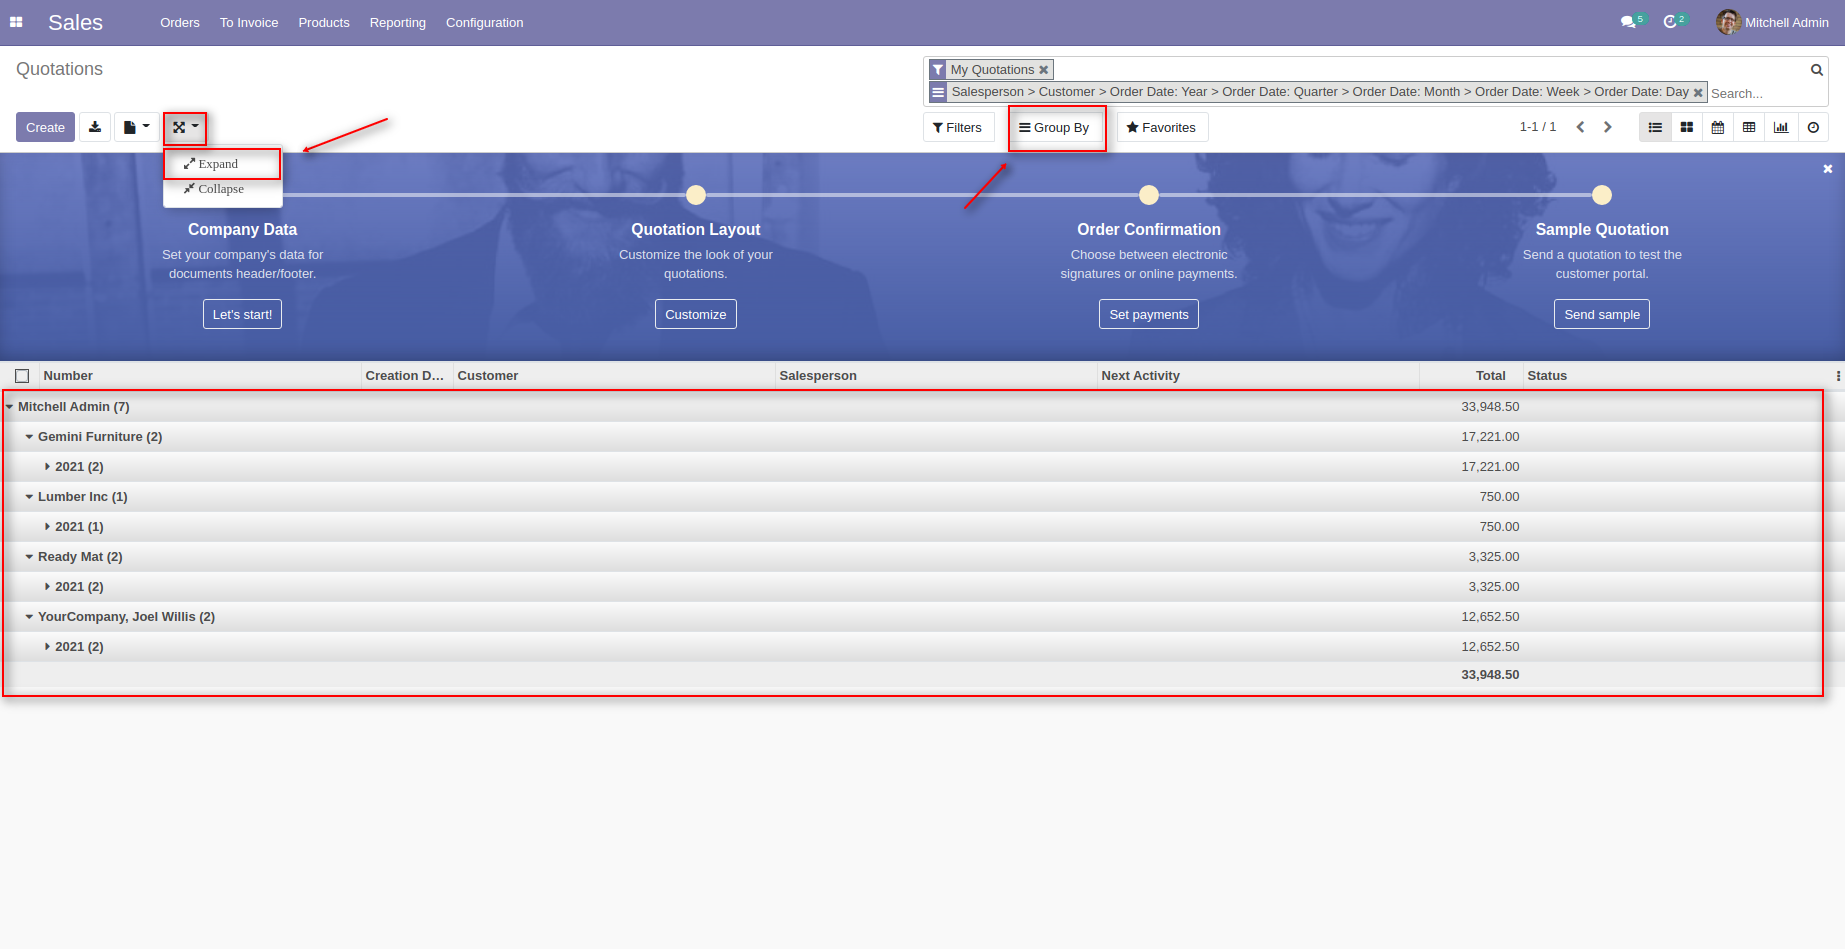 Sales Orders To Invoice Products Reporting Configuration 5 2 Mitchell Admin
Quotations
My Quotations
Salesperson > Customer > Order Date: Year > Order Date: Quarter > Order Date: Month > Order Date: Week > Order Date: Day
Search...
Create
Filters Group By Favorites 1-1 / 1
Expand
Collapse
Company Data
Set your company's data for
documents header/footer.
Let's start!
Quotation Layout
Customize the look of your
quotations.
Customize
Order Confirmation
Choose between electronic
signatures or online payments.
Set payments
Sample Quotation
Send a quotation to test the
customer portal.
Send sample
Number Creation D... Customer Salesperson Next Activity Total Status
Mitchell Admin (7) 33,948.50
Gemini Furniture (2) 17,221.00
2021 (2) 17,221.00
Lumber Inc (1) 750.00
2021 (1) 750.00
Ready Mat (2) 3,325.00
2021 (2) 3,325.00
YourCompany, Joel Willis (2) 12,652.50
2021 (2) 12,652.50
33,948.50